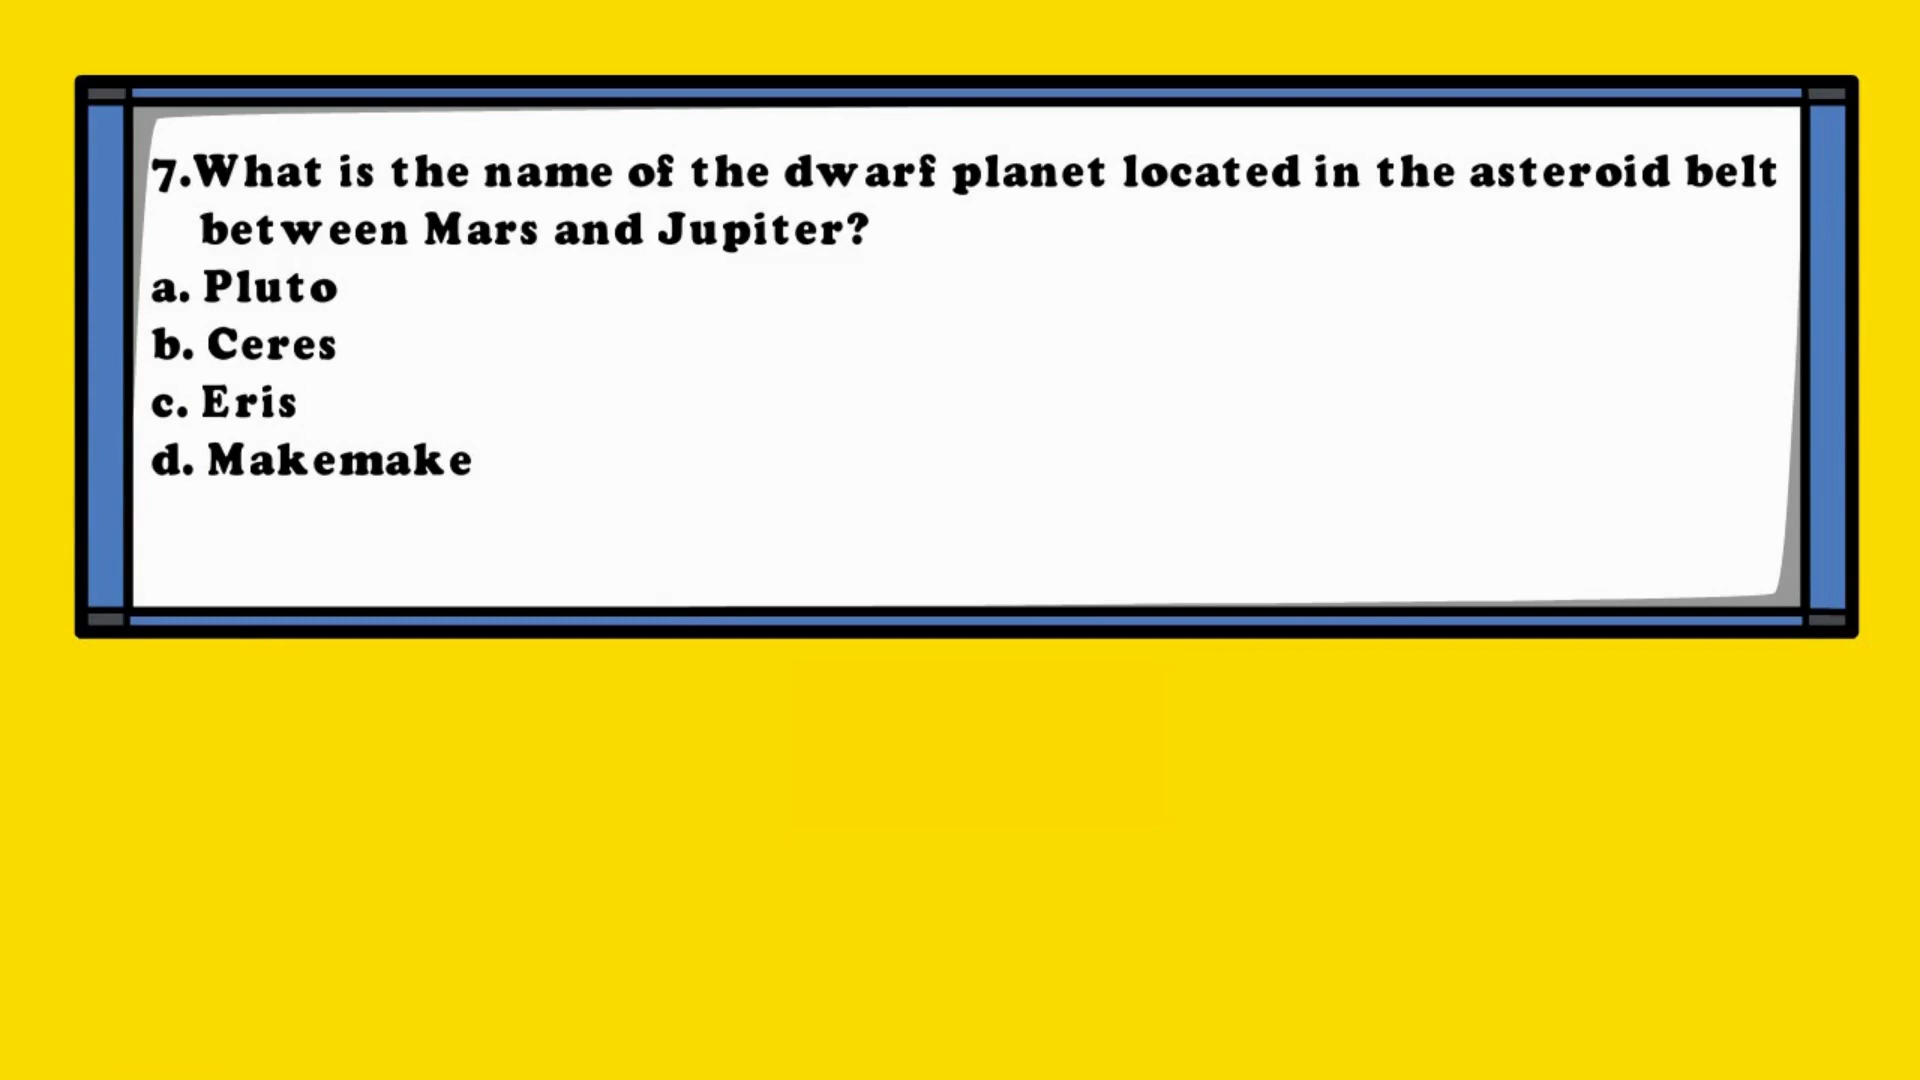 7.What is the name of the dwarf planet located in the asteroid belt
between Mars and Jupiter?
a. Pluto
b. Ceres
c. Eris
d. Makemake